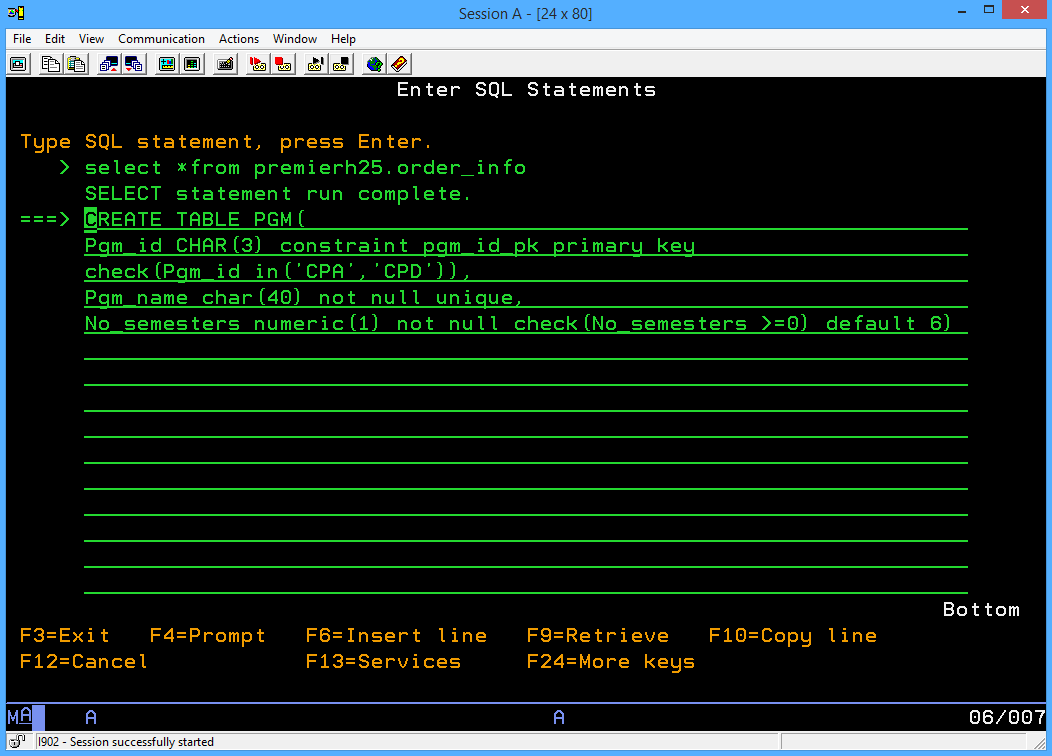 Session A - [24 x 80]
File Edit View Communication Actions Window Help
Enter SQL Statements
Type SQL statement, press Enter.
> select *from premierh25.order_info
SELECT statement run complete.
===> CREATE TABLE PGM(
Pgm_id CHAR(3) constraint pgm_id_pk primary key
check(Pgm_id in('CPA','CPD')),
Pgm_name char(40) not null unique,
No_semesters numeric(1) not null check(No_semesters >=0) default 6)
Bottom
F3=Exit F4=Prompt F6=Insert line F9=Retrieve F10=Copy line
F12=Cancel F13=Services F24=More keys
MA A A 06/007
I902 - Session successfully started